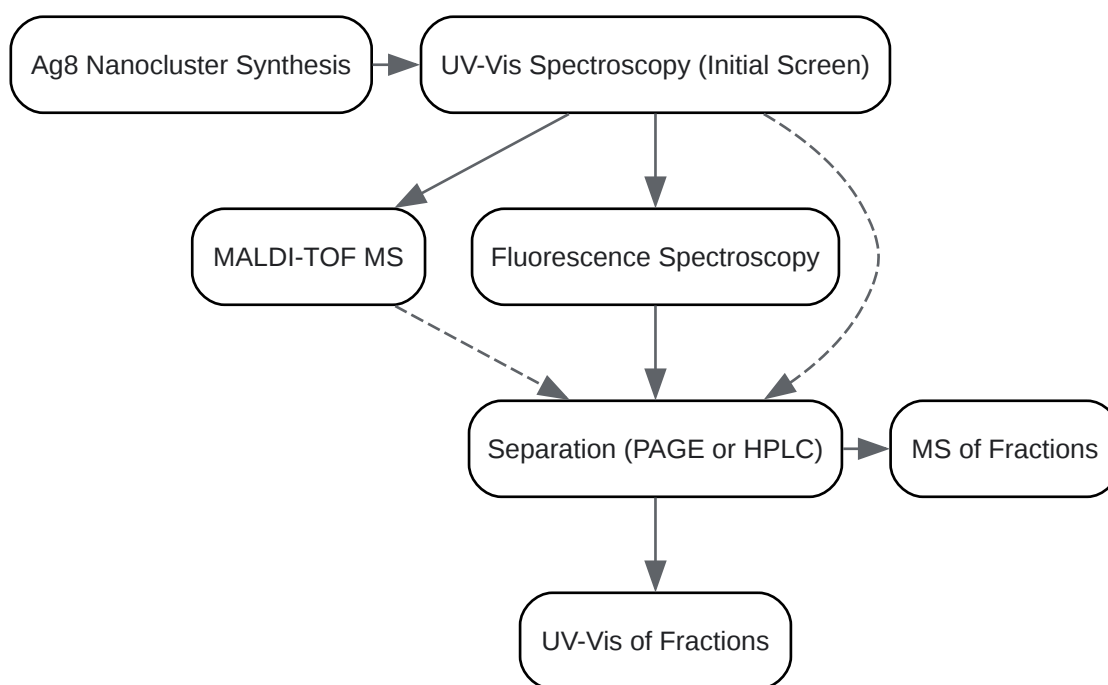 Ag8 Nanocluster Synthesis
UV-Vis Spectroscopy (Initial Screen)
MALDI-TOF MS
Fluorescence Spectroscopy
Separation (PAGE or HPLC)
MS of Fractions
UV-Vis of Fractions